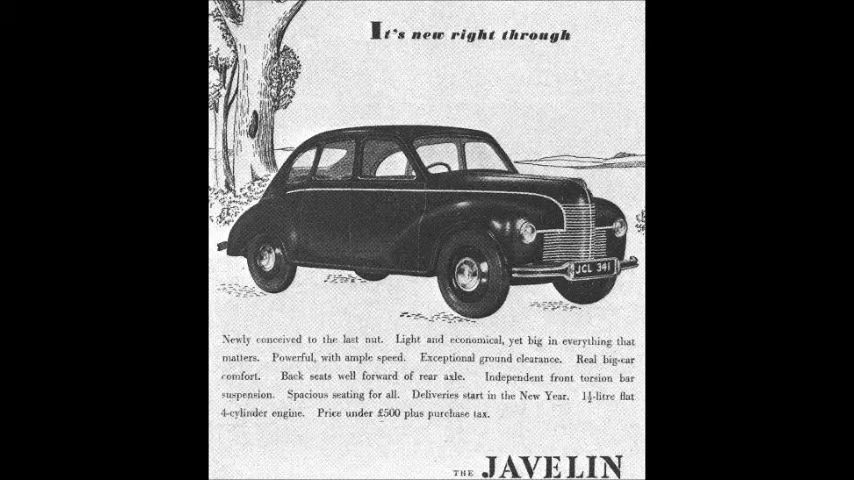 It's new right through
JCL 341
Newly conceived to the last nut. Light and economical, yet big in everything that
matters. Powerful, with ample speed. Exceptional ground clearance. Real big-car
comfort. Back seats well forward of rear axle. Independent front torsion bar
suspension. Spacious seating for all. Deliveries start in the New Year. 1½-litre flat
4-cylinder engine. Price under £500 plus purchase tax.
THE JAVELIN